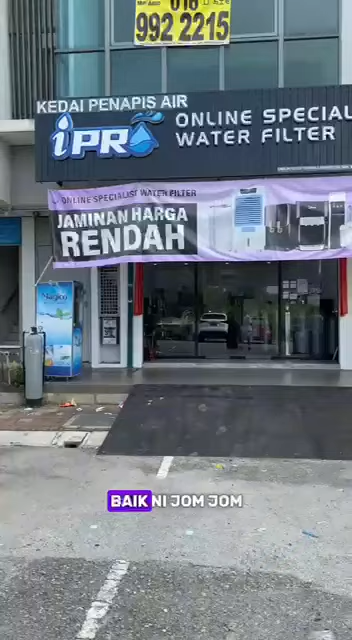 018
992 2215
KEDAI PENAPIS AIR
iPRO
ONLINE SPECIAL
WATER FILTER
ONLINE SPECIALIST WATER FILTER
JAMINAN HARGA
RENDAH
BAIK NI JOM JOM